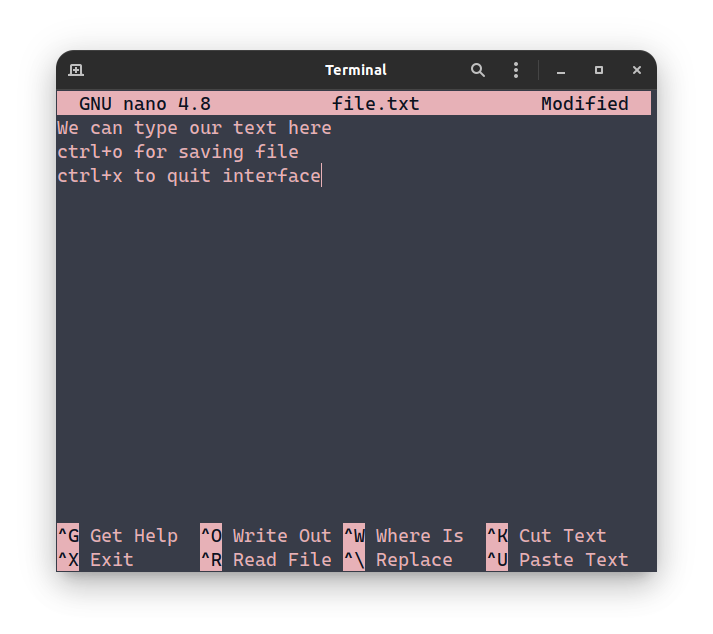 Terminal
GNU nano 4.8 file.txt Modified
We can type our text here
ctrl+o for saving file
ctrl+x to quit interface
^G Get Help ^O Write Out ^W Where Is ^K Cut Text
^X Exit ^R Read File ^\ Replace ^U Paste Text